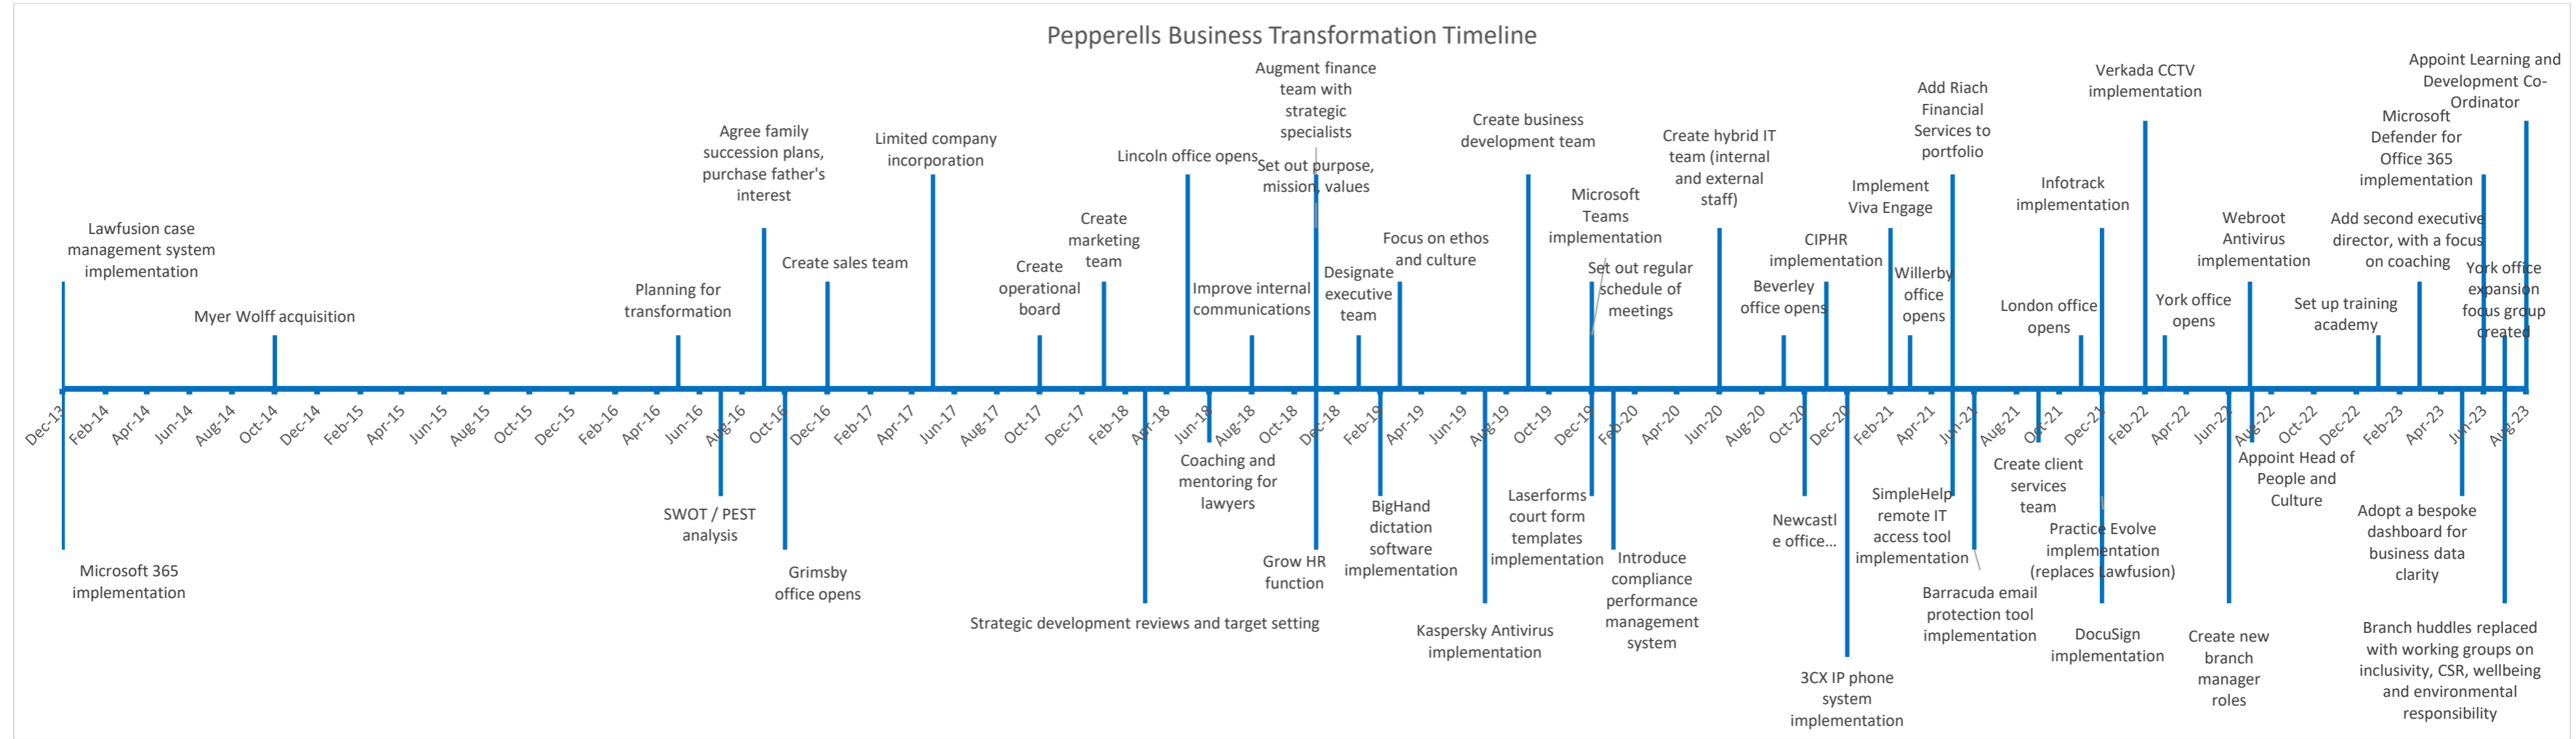 Pepperells Business Transformation Timeline
Lawfusion case
management system
implementation
Myer Wolff acquisition
Planning for
transformation
Agree family
succession plans,
purchase father's
interest
Create sales team
Limited company
incorporation
Create
operational
board
Create
marketing
team
Lincoln office opens
Improve internal
communications
Augment finance
team with
strategic
specialists
Set out purpose,
mission, values
Designate
executive
team
Focus on ethos
and culture
Create business
development team
Microsoft
Teams
implementation
Set out regular
schedule of
meetings
Create hybrid IT
team (internal
and external
staff)
Beverley
office opens
CIPHR
implementation
Implement
Viva Engage
Willerby
office
opens
Add Riach
Financial
Services to
portfolio
London office
opens
Infotrack
implementation
Verkada CCTV
implementation
York office
opens
Webroot
Antivirus
implementation
Set up training
academy
Add second executive
director, with a focus
on coaching
Microsoft
Defender for
Office 365
implementation
York office
expansion
focus group
created
Appoint Learning and
Development Co-
Ordinator
Dec-13
Feb-14
Apr-14
Jun-14
Aug-14
Oct-14
Dec-14
Feb-15
Apr-15
Jun-15
Aug-15
Oct-15
Dec-15
Feb-16
Apr-16
Jun-16
Aug-16
Oct-16
Dec-16
Feb-17
Apr-17
Jun-17
Aug-17
Oct-17
Dec-17
Feb-18
Apr-18
Jun-18
Aug-18
Oct-18
Dec-18
Feb-19
Apr-19
Jun-19
Aug-19
Oct-19
Dec-19
Feb-20
Apr-20
Jun-20
Aug-20
Oct-20
Dec-20
Feb-21
Apr-21
Jun-21
Aug-21
Oct-21
Dec-21
Feb-22
Apr-22
Jun-22
Aug-22
Oct-22
Dec-22
Feb-23
Apr-23
Jun-23
Aug-23
Microsoft 365
implementation
SWOT / PEST
analysis
Grimsby
office opens
Strategic development reviews and target setting
Coaching and
mentoring for
lawyers
Grow HR
function
BigHand
dictation
software
implementation
Kaspersky Antivirus
implementation
Laserforms
court form
templates
implementation
Introduce
compliance
performance
management
system
Newcastl
e office...
3CX IP phone
system
implementation
SimpleHelp
remote IT
access tool
implementation
Barracuda email
protection tool
implementation
Create client
services
team
Practice Evolve
implementation
(replaces Lawfusion)
DocuSign
implementation
Create new
branch
manager
roles
Appoint Head of
People and
Culture
Adopt a bespoke
dashboard for
business data
clarity
Branch huddles replaced
with working groups on
inclusivity, CSR, wellbeing
and environmental
responsibility